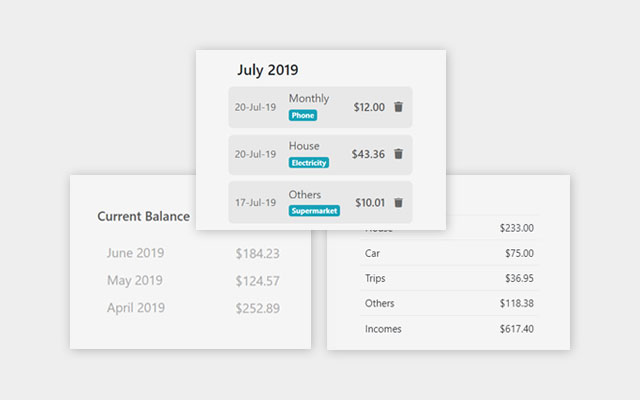 July 2019
20-Jul-19 Monthly $12.00
Phone
20-Jul-19 House $43.36
Electricity
17-Jul-19 Others $10.01
Supermarket
Current Balance
June 2019 $184.23
May 2019 $124.57
April 2019 $252.89
House $233.00
Car $75.00
Trips $36.95
Others $118.38
Incomes $617.40